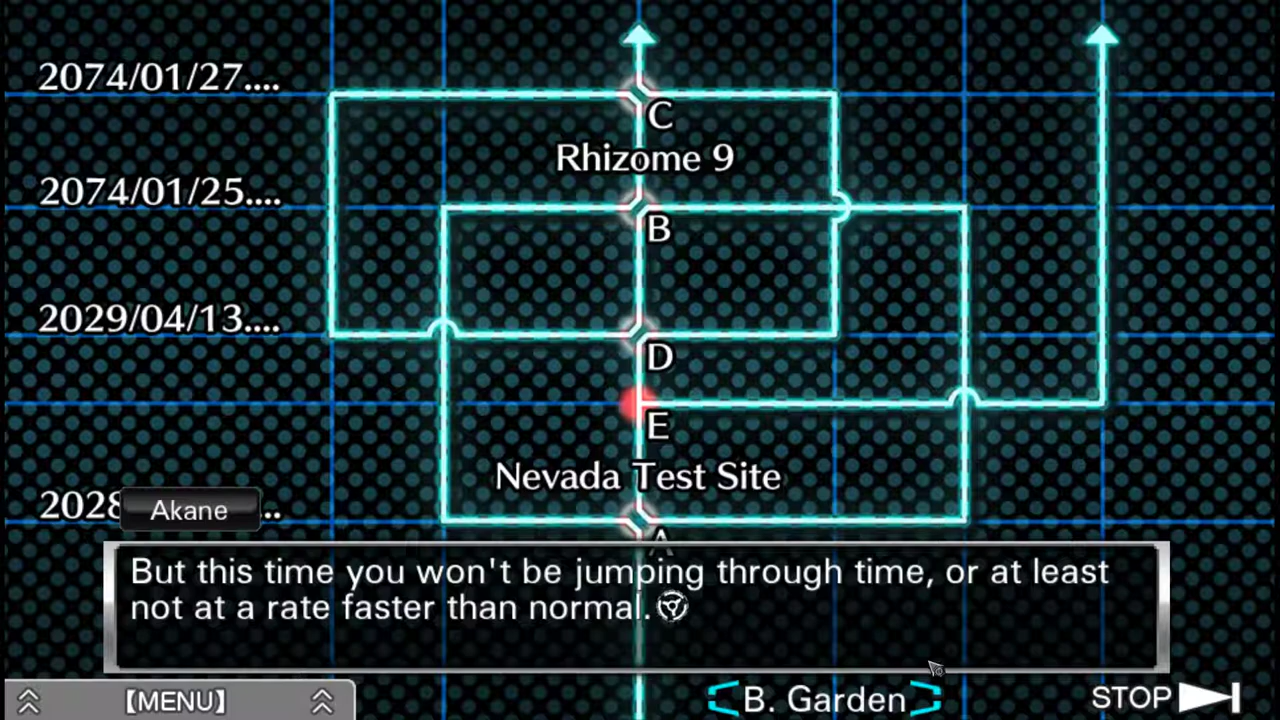 2074/01/27....
C
Rhizome 9
2074/01/25....
B
2029/04/13....
D
E
Nevada Test Site
2028
..
A
Akane
But this time you won't be jumping through time, or at least
not at a rate faster than normal.
【MENU】
B. Garden
STOP